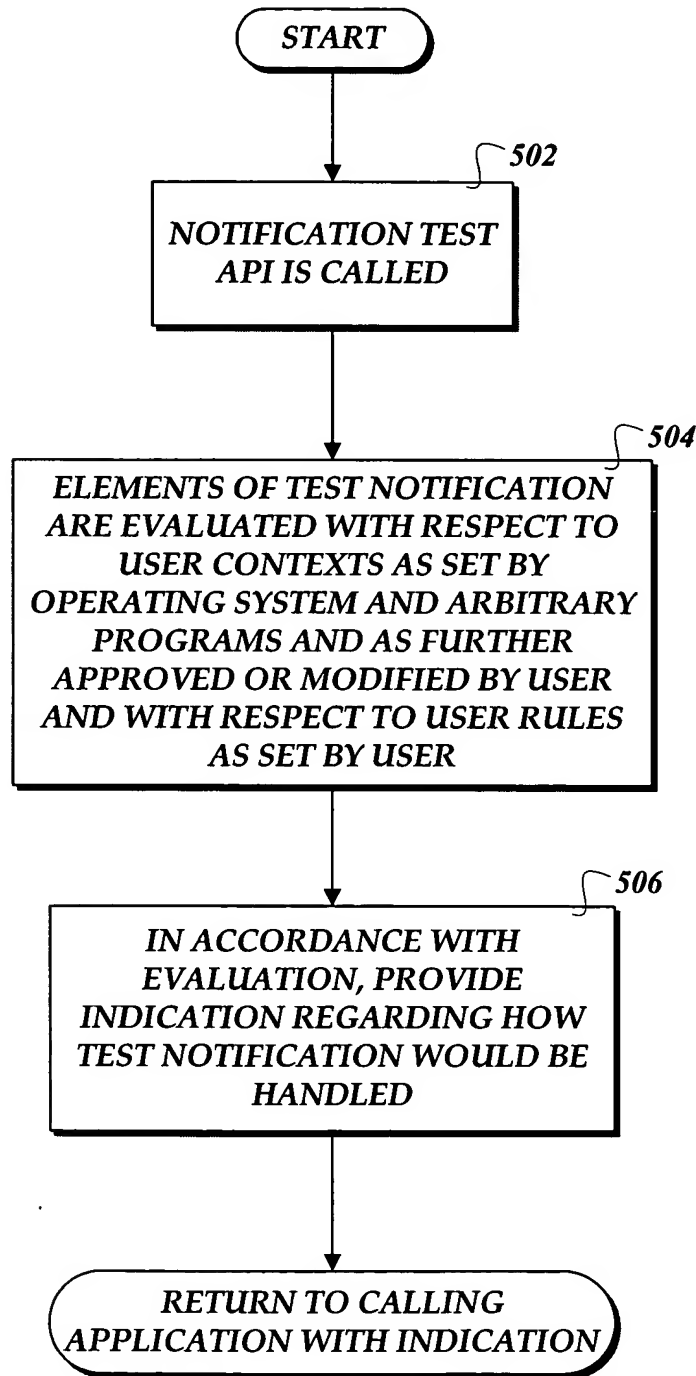 START
502
NOTIFICATION TEST
API IS CALLED
504
ELEMENTS OF TEST NOTIFICATION
ARE EVALUATED WITH RESPECT TO
USER CONTEXTS AS SET BY
OPERATING SYSTEM AND ARBITRARY
PROGRAMS AND AS FURTHER
APPROVED OR MODIFIED BY USER
AND WITH RESPECT TO USER RULES
AS SET BY USER
506
IN ACCORDANCE WITH
EVALUATION, PROVIDE
INDICATION REGARDING HOW
TEST NOTIFICATION WOULD BE
HANDLED
RETURN TO CALLING
APPLICATION WITH INDICATION